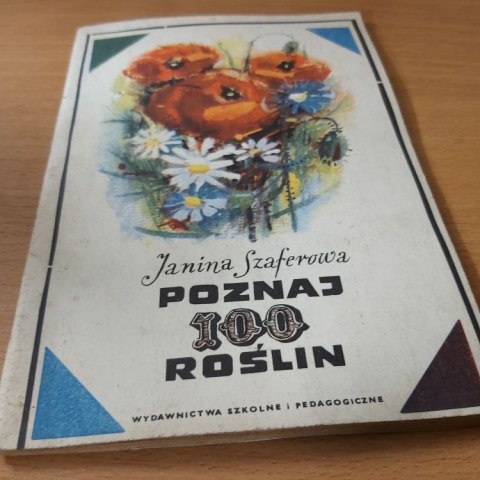 Janina Szaferowa
POZNAJ
100
ROŚLIN
WYDAWNICTWA SZKOLNE i PEDAGOGICZNE